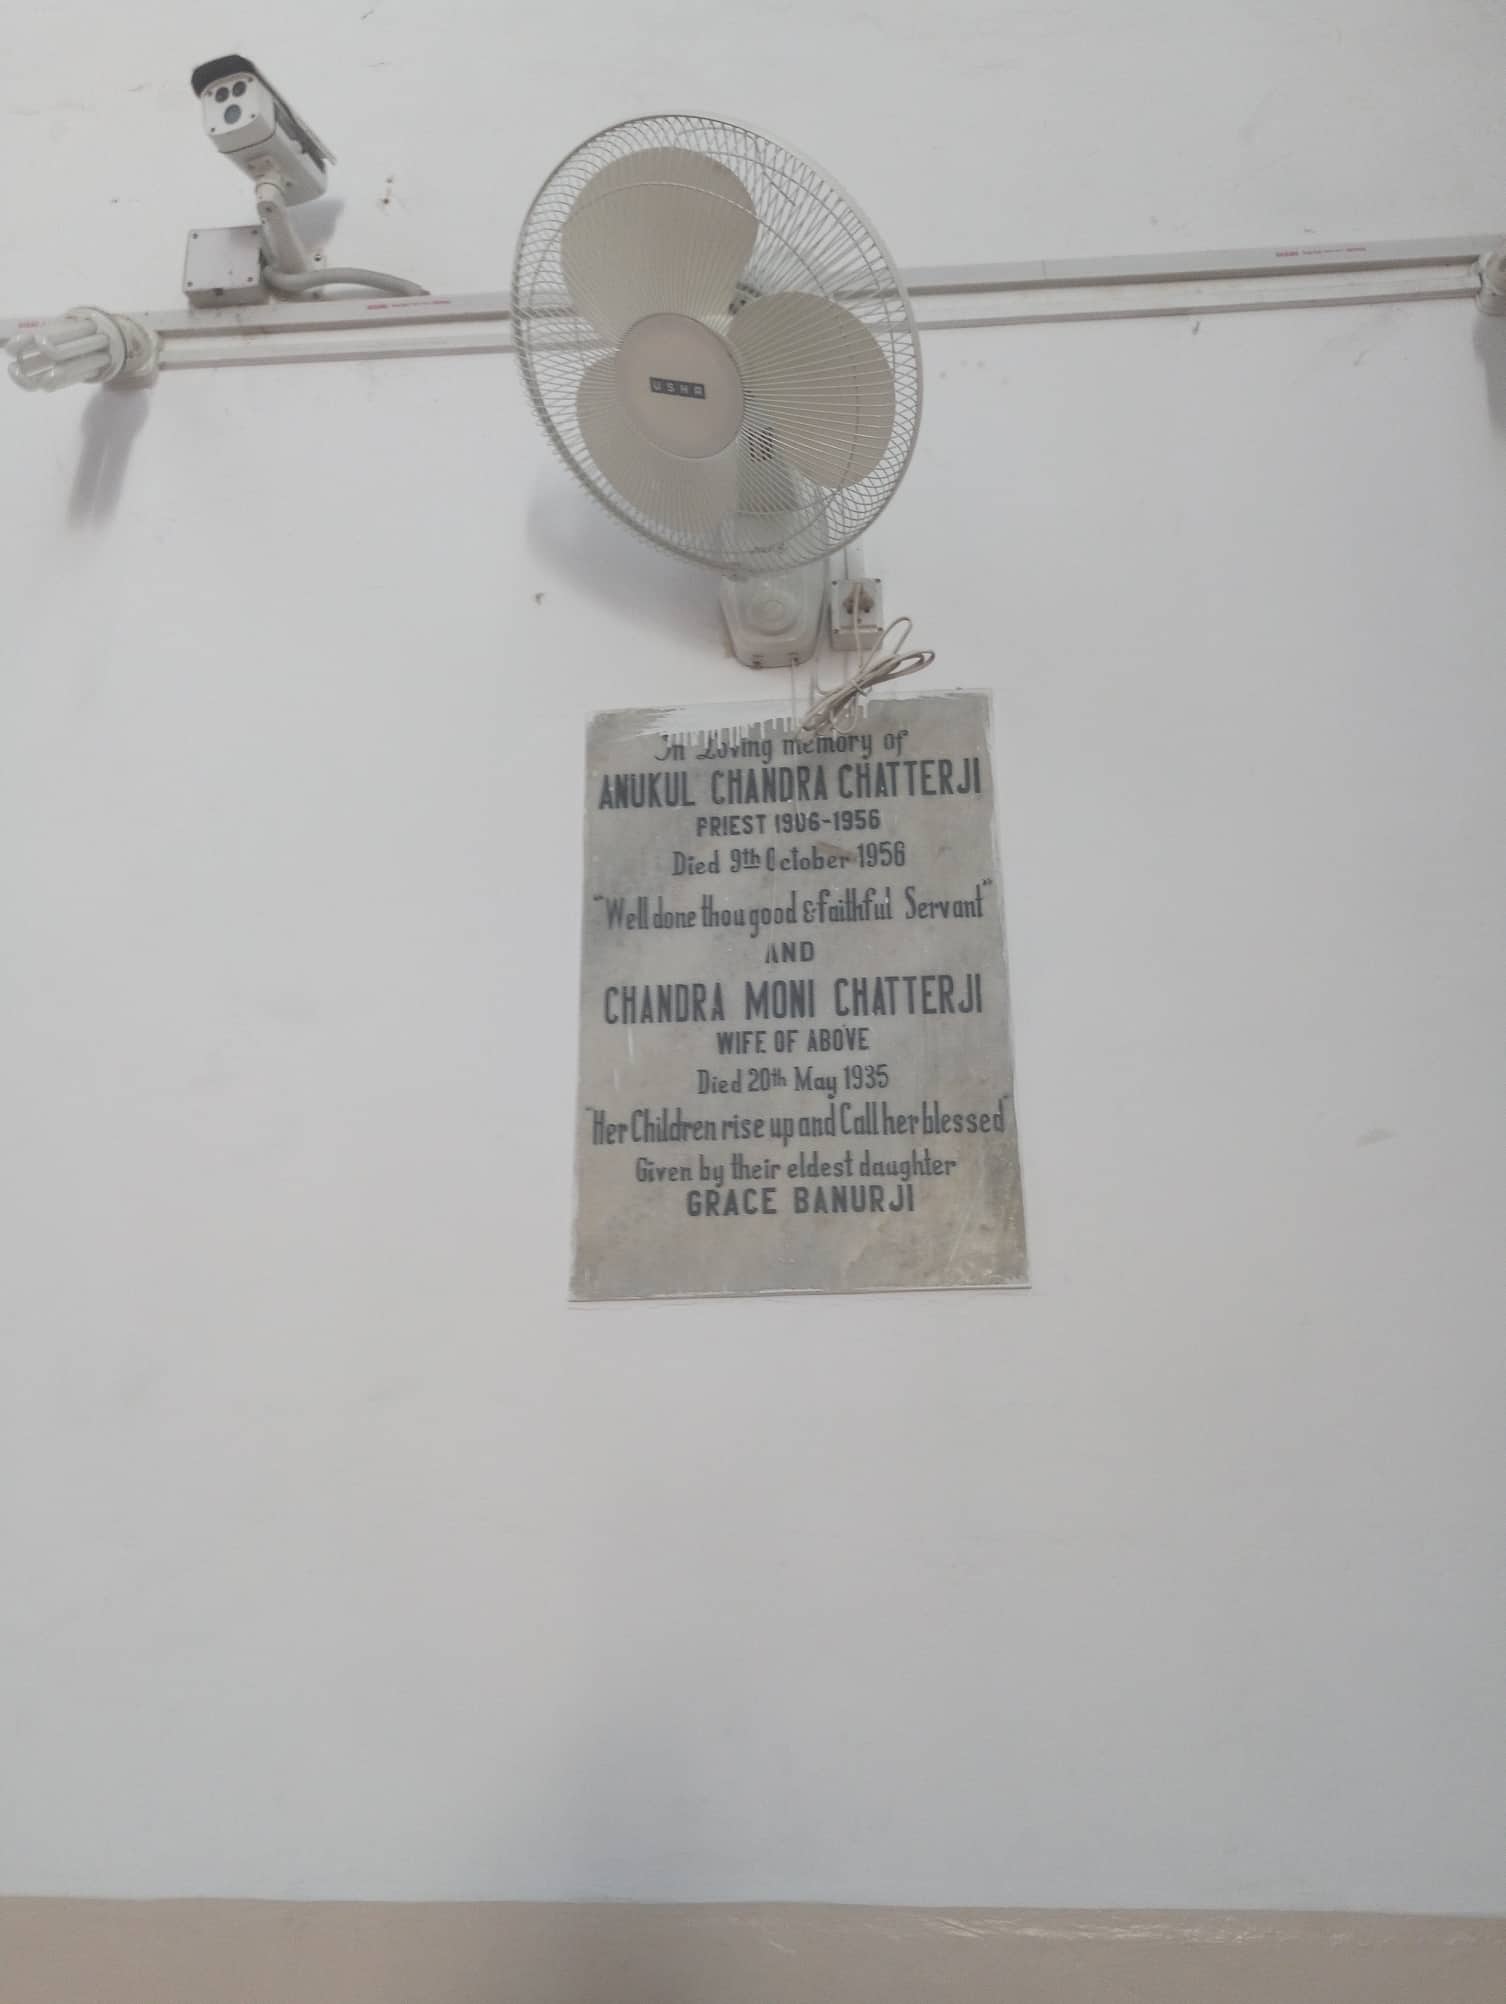 USHA
In Loving memory of
ANUKUL CHANDRA CHATTERJI
PRIEST 1906-1956
Died 9th October 1956
"Well done thou good & faithful Servant"
AND
CHANDRA MONI CHATTERJI
WIFE OF ABOVE
Died 20th May 1935
"Her Children rise up and Call her blessed"
Given by their eldest daughter
GRACE BANURJI